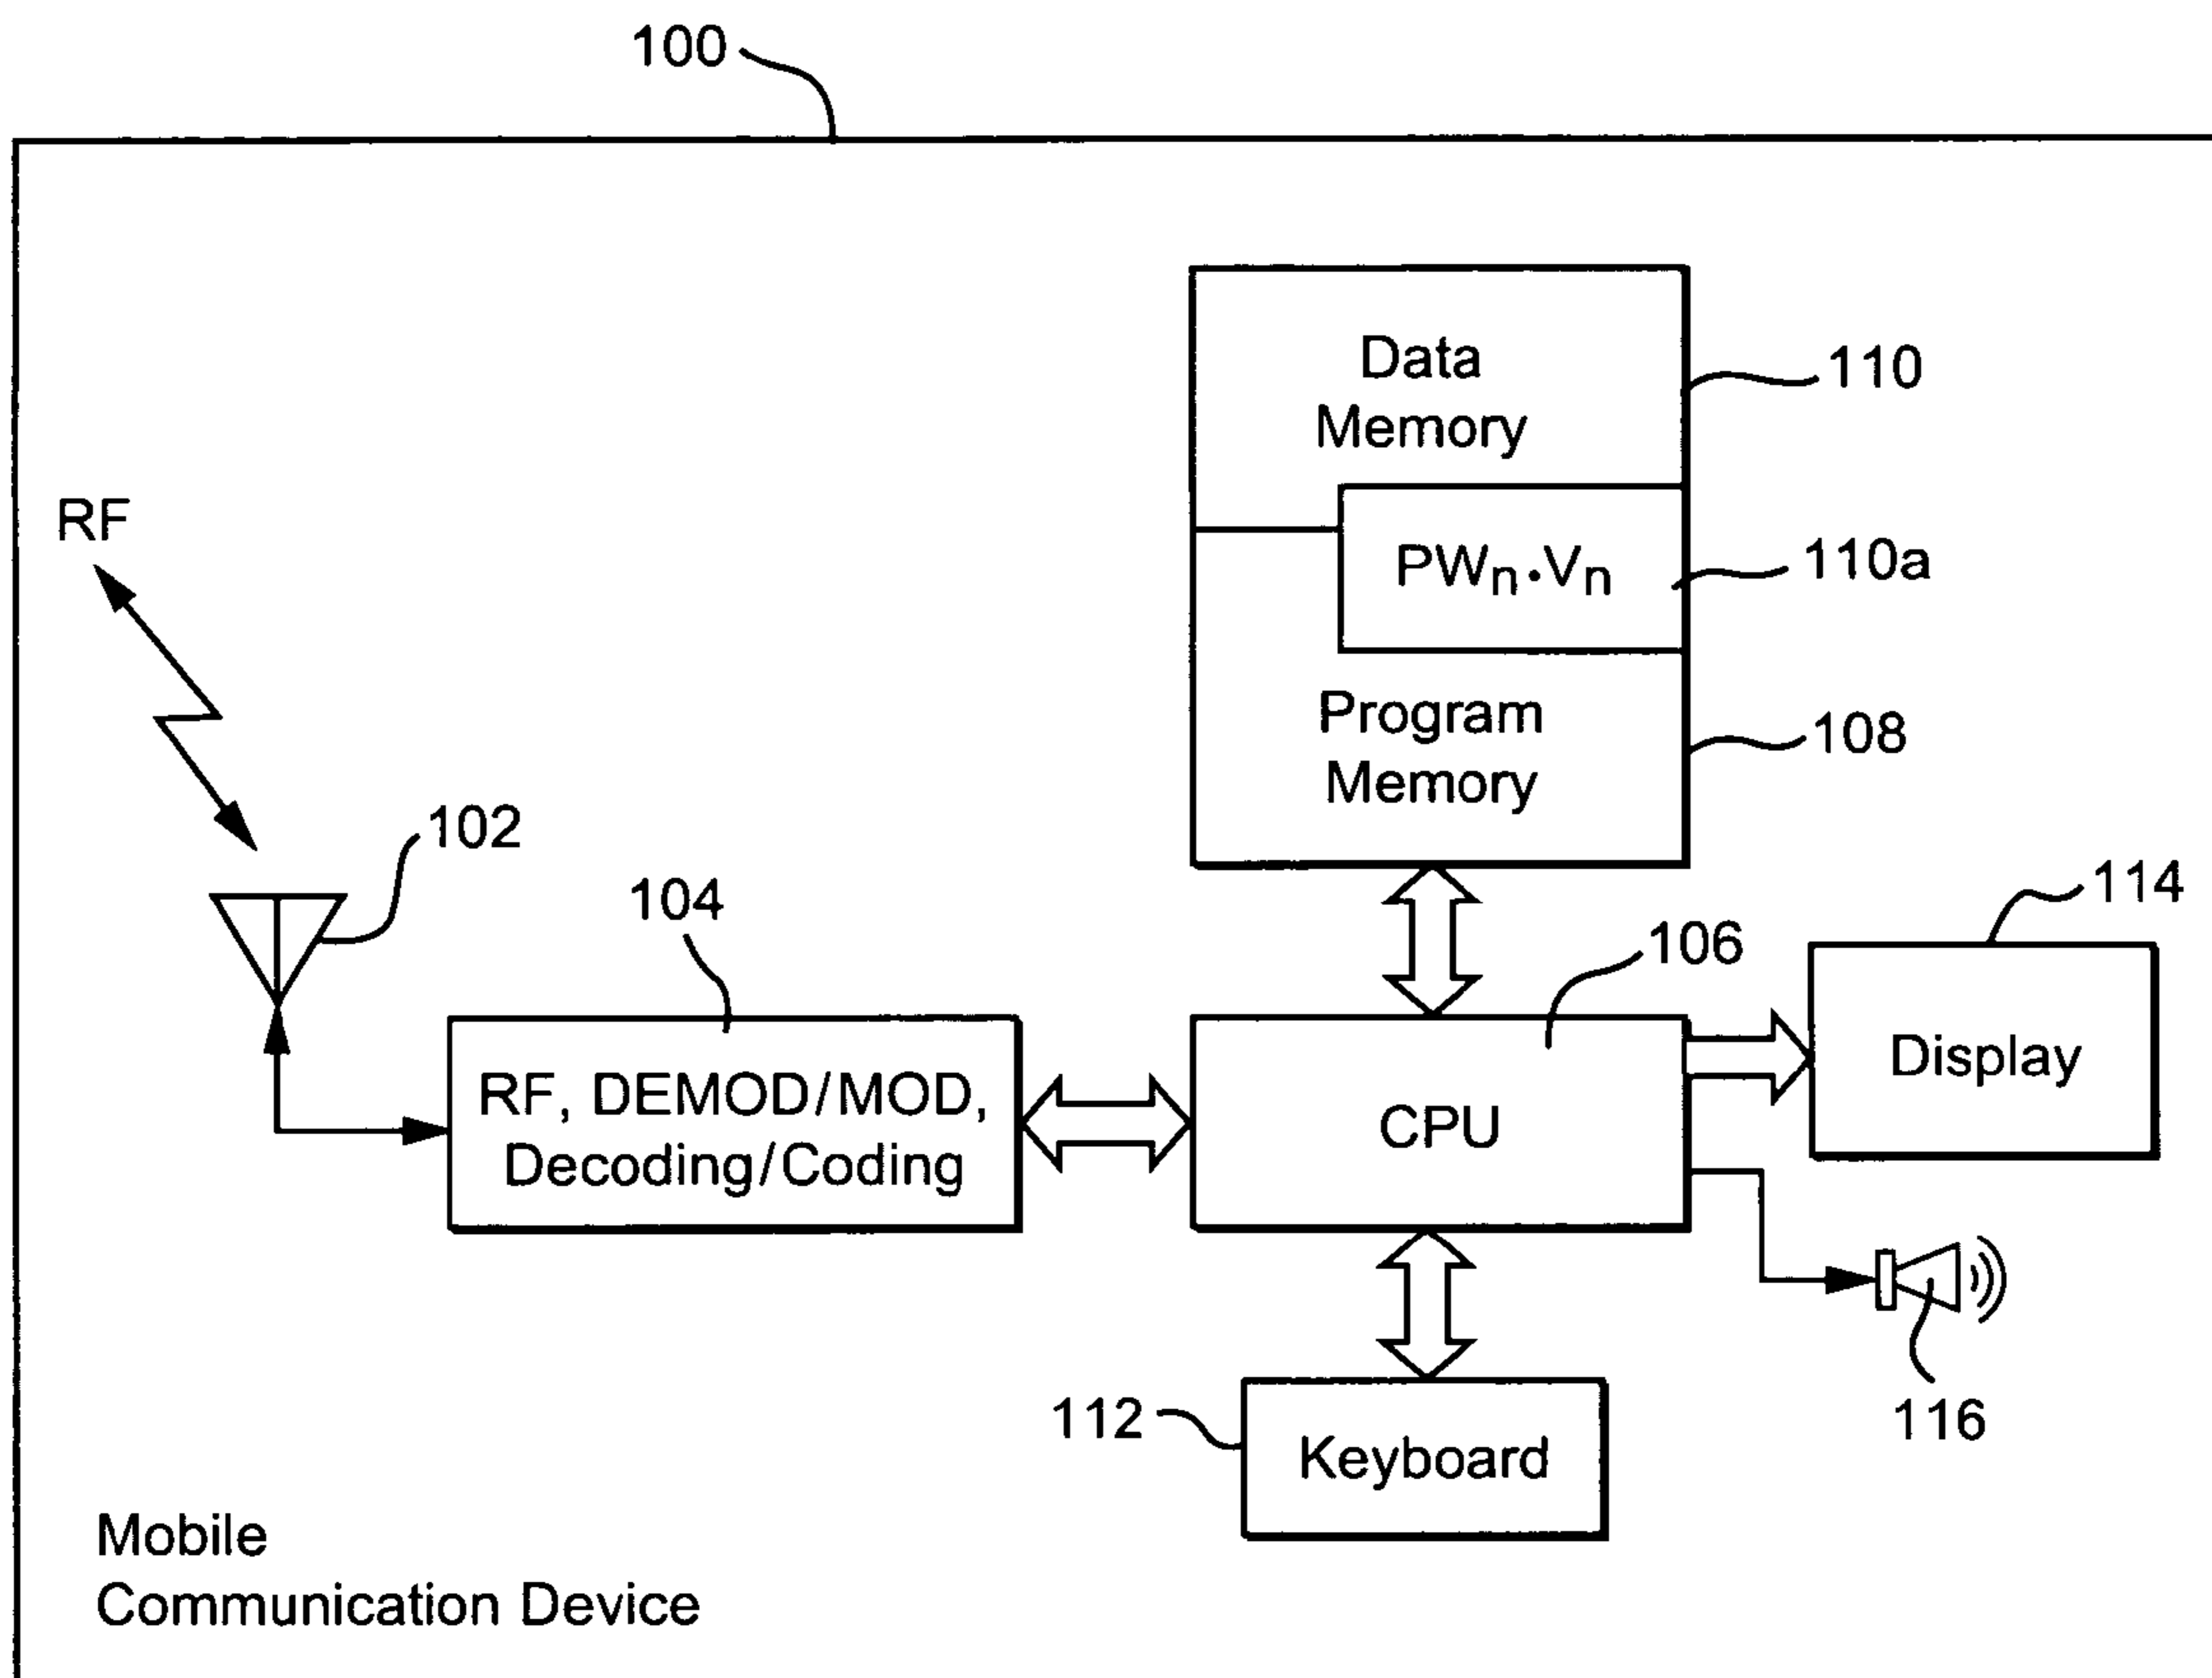 100
Data
Memory
110
RF
PWn·Vn
110a
Program
Memory
108
102
104
106
114
RF, DEMOD/MOD,
Decoding/Coding
CPU
Display
112
Keyboard
116
Mobile
Communication Device